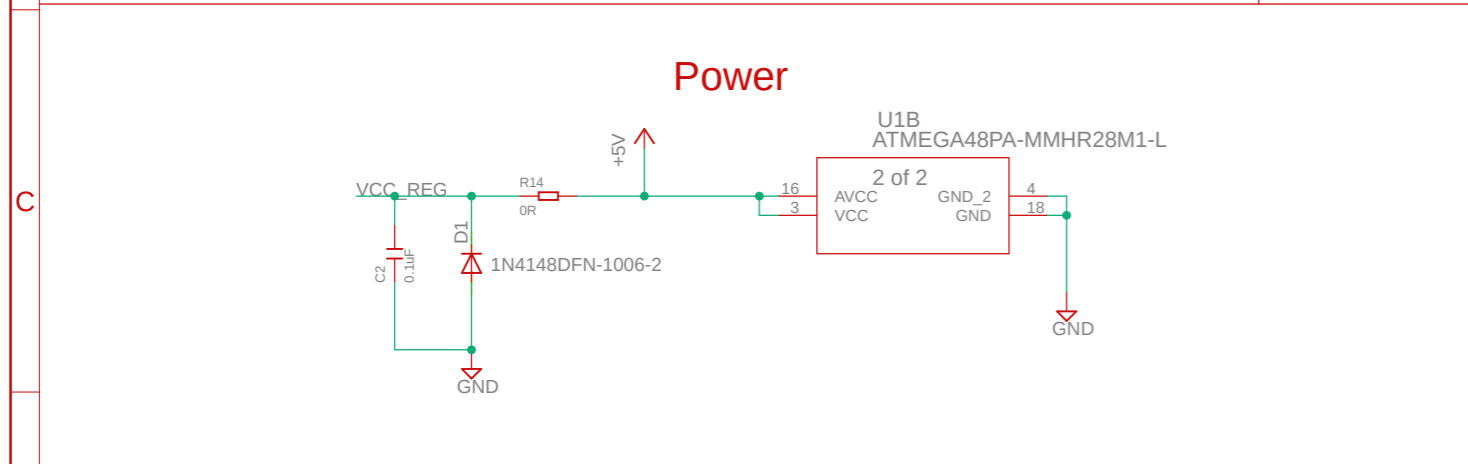 Power
U1B
ATMEGA48PA-MMHR28M1-L
+5V
VCC_REG
R14
0R
2 of 2
16
AVCC
GND_2
4
3
VCC
GND
18
C
D1
1N4148DFN-1006-2
C2
0.1uF
GND
GND